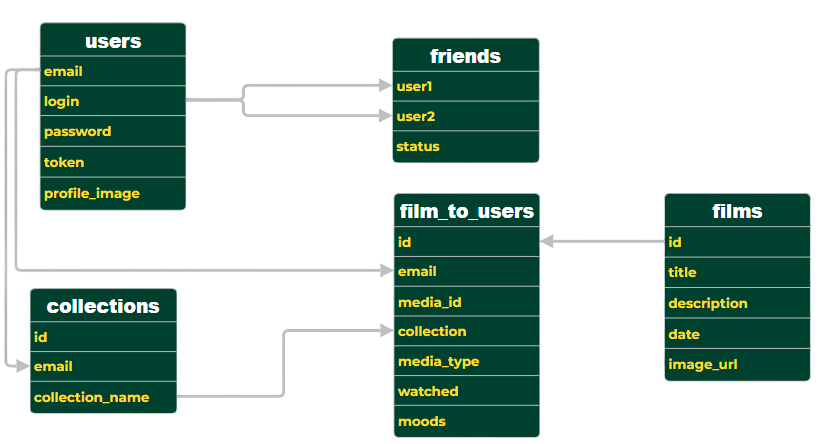 users
email
login
password
token
profile_image
friends
user1
user2
status
film_to_users
id
email
media_id
collection
media_type
watched
moods
films
id
title
description
date
image_url
collections
id
email
collection_name